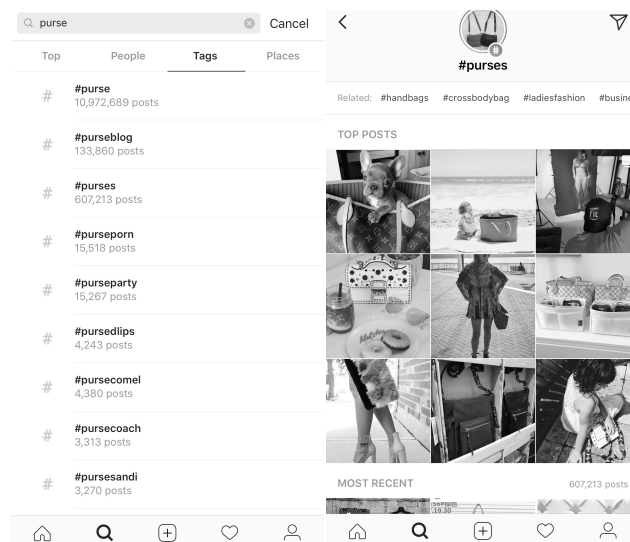 purse
Cancel
Top People Tags Places
#purse
10,972,689 posts
#purseblog
133,860 posts
#purses
607,213 posts
#purseporn
15,518 posts
#purseparty
15,267 posts
#pursedlips
4,243 posts
#pursecomel
4,380 posts
#pursecoach
3,313 posts
#pursesandi
3,270 posts
#purses
Related: #handbags #crossbodybag #ladiesfashion #busine
TOP POSTS
MOST RECENT 607,213 posts